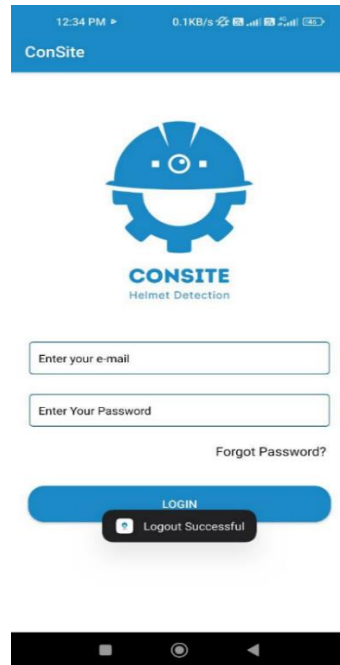 12:34 PM 0.1KB/s
ConSite
CONSITE
Helmet Detection
Enter your e-mail
Enter Your Password
Forgot Password?
LOGIN
Logout Successful